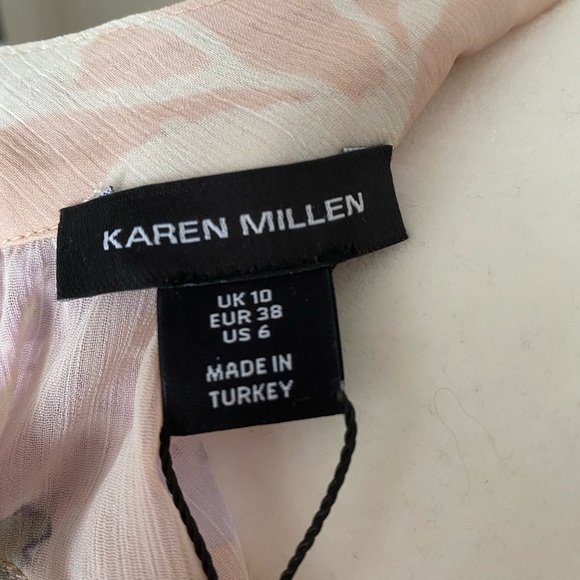 KAREN MILLEN
UK 10
EUR 38
US 6
MADE IN
TURKEY